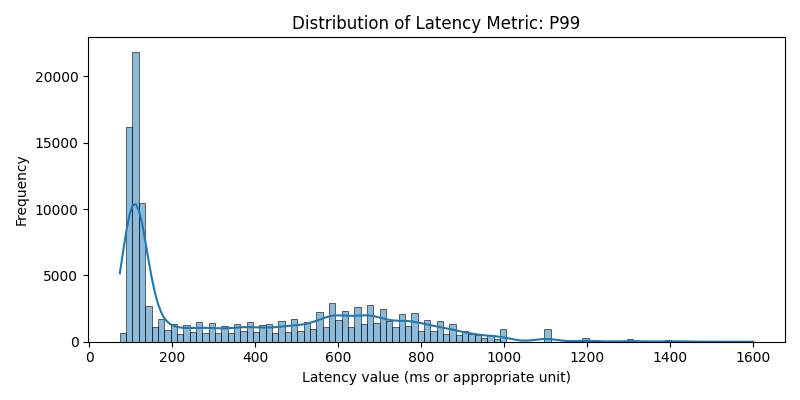 Distribution of Latency Metric: P99
Frequency
20000
15000
10000
5000
0
0 200 400 600 800 1000 1200 1400 1600
Latency value (ms or appropriate unit)